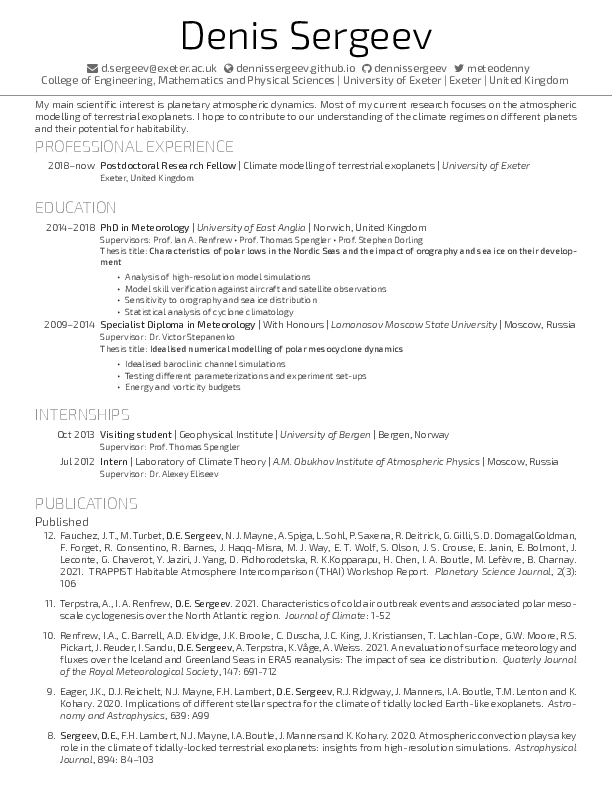 Denis Sergeev
d.sergeev@exeter.ac.uk dennissergeev.github.io dennissergeev meteodenny
College of Engineering, Mathematics and Physical Sciences | University of Exeter | Exeter | United Kingdom
My main scientific interest is planetary atmospheric dynamics. Most of my current research focuses on the atmospheric
modelling of terrestrial exoplanets. I hope to contribute to our understanding of the climate regimes on different planets
and their potential for habitability.
PROFESSIONAL EXPERIENCE
2018–now Postdoctoral Research Fellow | Climate modelling of terrestrial exoplanets | University of Exeter
Exeter, United Kingdom
EDUCATION
2014–2018 PhD in Meteorology | University of East Anglia | Norwich, United Kingdom
Supervisors: Prof. Ian A. Renfrew • Prof. Thomas Spengler • Prof. Stephen Dorling
Thesis title: Characteristics of polar lows in the Nordic Seas and the impact of orography and sea ice on their develop-
ment
• Analysis of high-resolution model simulations
• Model skill verification against aircraft and satellite observations
• Sensitivity to orography and sea ice distribution
• Statistical analysis of cyclone climatology
2009–2014 Specialist Diploma in Meteorology | With Honours | Lomonosov Moscow State University | Moscow, Russia
Supervisor: Dr. Victor Stepanenko
Thesis title: Idealised numerical modelling of polar mesocyclone dynamics
• Idealised baroclinic channel simulations
• Testing different parameterizations and experiment set-ups
• Energy and vorticity budgets
INTERNSHIPS
Oct 2013 Visiting student | Geophysical Institute | University of Bergen | Bergen, Norway
Supervisor: Prof. Thomas Spengler
Jul 2012 Intern | Laboratory of Climate Theory | A.M. Obukhov Institute of Atmospheric Physics | Moscow, Russia
Supervisor: Dr. Alexey Eliseev
PUBLICATIONS
Published
12. Fauchez, J.T., M. Turbet, D.E. Sergeev, N.J. Mayne, A. Spiga, L. Sohl, P. Saxena, R. Deitrick, G. Gilli, S.D. DomagalGoldman,
F. Forget, R. Consentino, R. Barnes, J. Haqq-Misra, M.J. Way, E.T. Wolf, S. Olson, J.S. Crouse, E. Janin, E. Bolmont, J.
Leconte, G. Chaverot, Y. Jaziri, J. Yang, D. Pidhorodetska, R. K.Kopparapu, H. Chen, I.A. Boutle, M. Lefèvre, B. Charnay.
2021. TRAPPIST Habitable Atmosphere Intercomparison (THAI) Workshop Report. Planetary Science Journal, 2(3):
106
11. Terpstra, A., I. A. Renfrew, D.E. Sergeev. 2021. Characteristics of cold air outbreak events and associated polar meso-
scale cyclogenesis over the North Atlantic region. Journal of Climate: 1-52
10. Renfrew, I.A., C. Barrell, A.D. Elvidge, J.K. Brooke, C. Duscha, J.C. King, J. Kristiansen, T. Lachlan-Cope, G.W. Moore, R.S.
Pickart, J. Reuder, I. Sandu, D.E. Sergeev, A. Terpstra, K. Våge, A. Weiss. 2021. An evaluation of surface meteorology and
fluxes over the Iceland and Greenland Seas in ERA5 reanalysis: The impact of sea ice distribution. Quaterly Journal
of the Royal Meteorological Society, 147: 691-712
9. Eager, J.K., D.J. Reichelt, N.J. Mayne, F.H. Lambert, D.E. Sergeev, R.J. Ridgway, J. Manners, I.A. Boutle, T.M. Lenton and K.
Kohary. 2020. Implications of different stellar spectra for the climate of tidally locked Earth-like exoplanets. Astro-
nomy and Astrophysics, 639: A99
8. Sergeev, D.E., F.H. Lambert, N.J. Mayne, I.A. Boutle, J. Manners and K. Kohary. 2020. Atmospheric convection plays a key
role in the climate of tidally-locked terrestrial exoplanets: insights from high-resolution simulations. Astrophysical
Journal, 894: 84–103